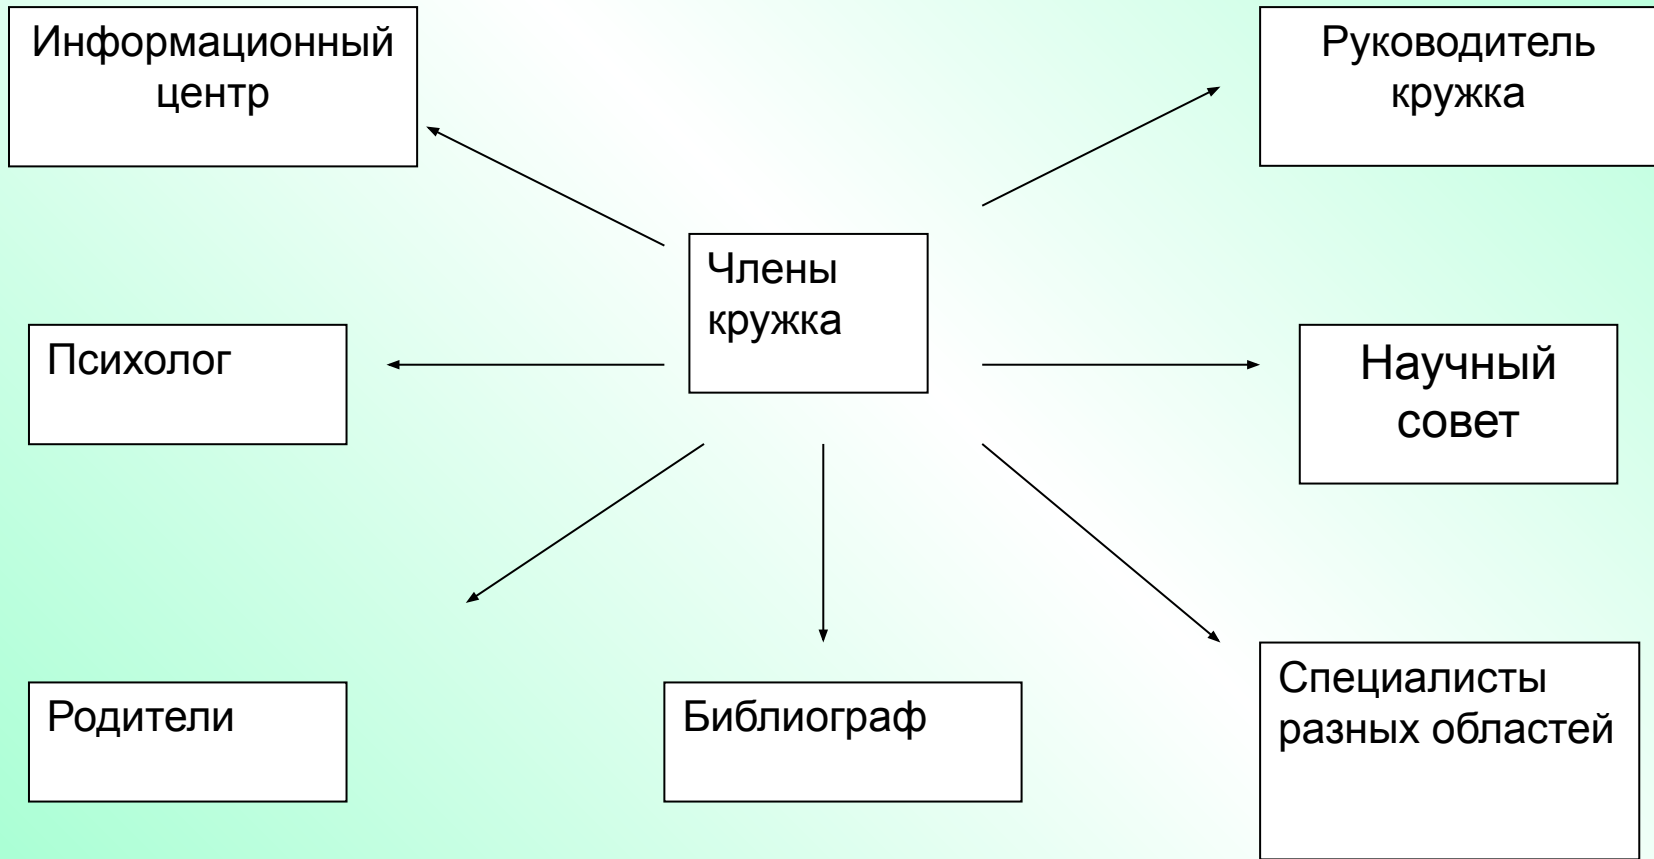 Информационный
центр
Руководитель
кружка
Члены
кружка
Психолог
Научный
совет
Родители
Библиограф
Специалисты
разных областей